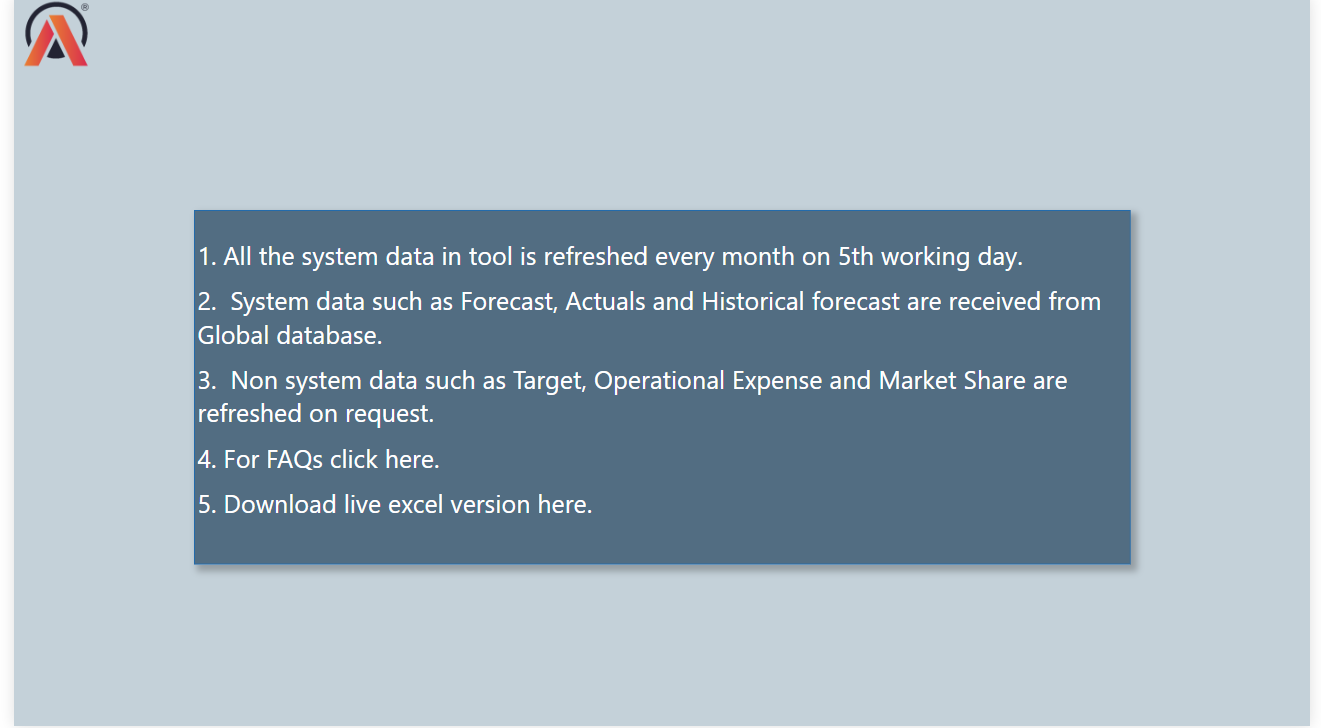 ®
1. All the system data in tool is refreshed every month on 5th working day.
2.  System data such as Forecast, Actuals and Historical forecast are received from
Global database.
3.  Non system data such as Target, Operational Expense and Market Share are
refreshed on request.
4. For FAQs click here.
5. Download live excel version here.